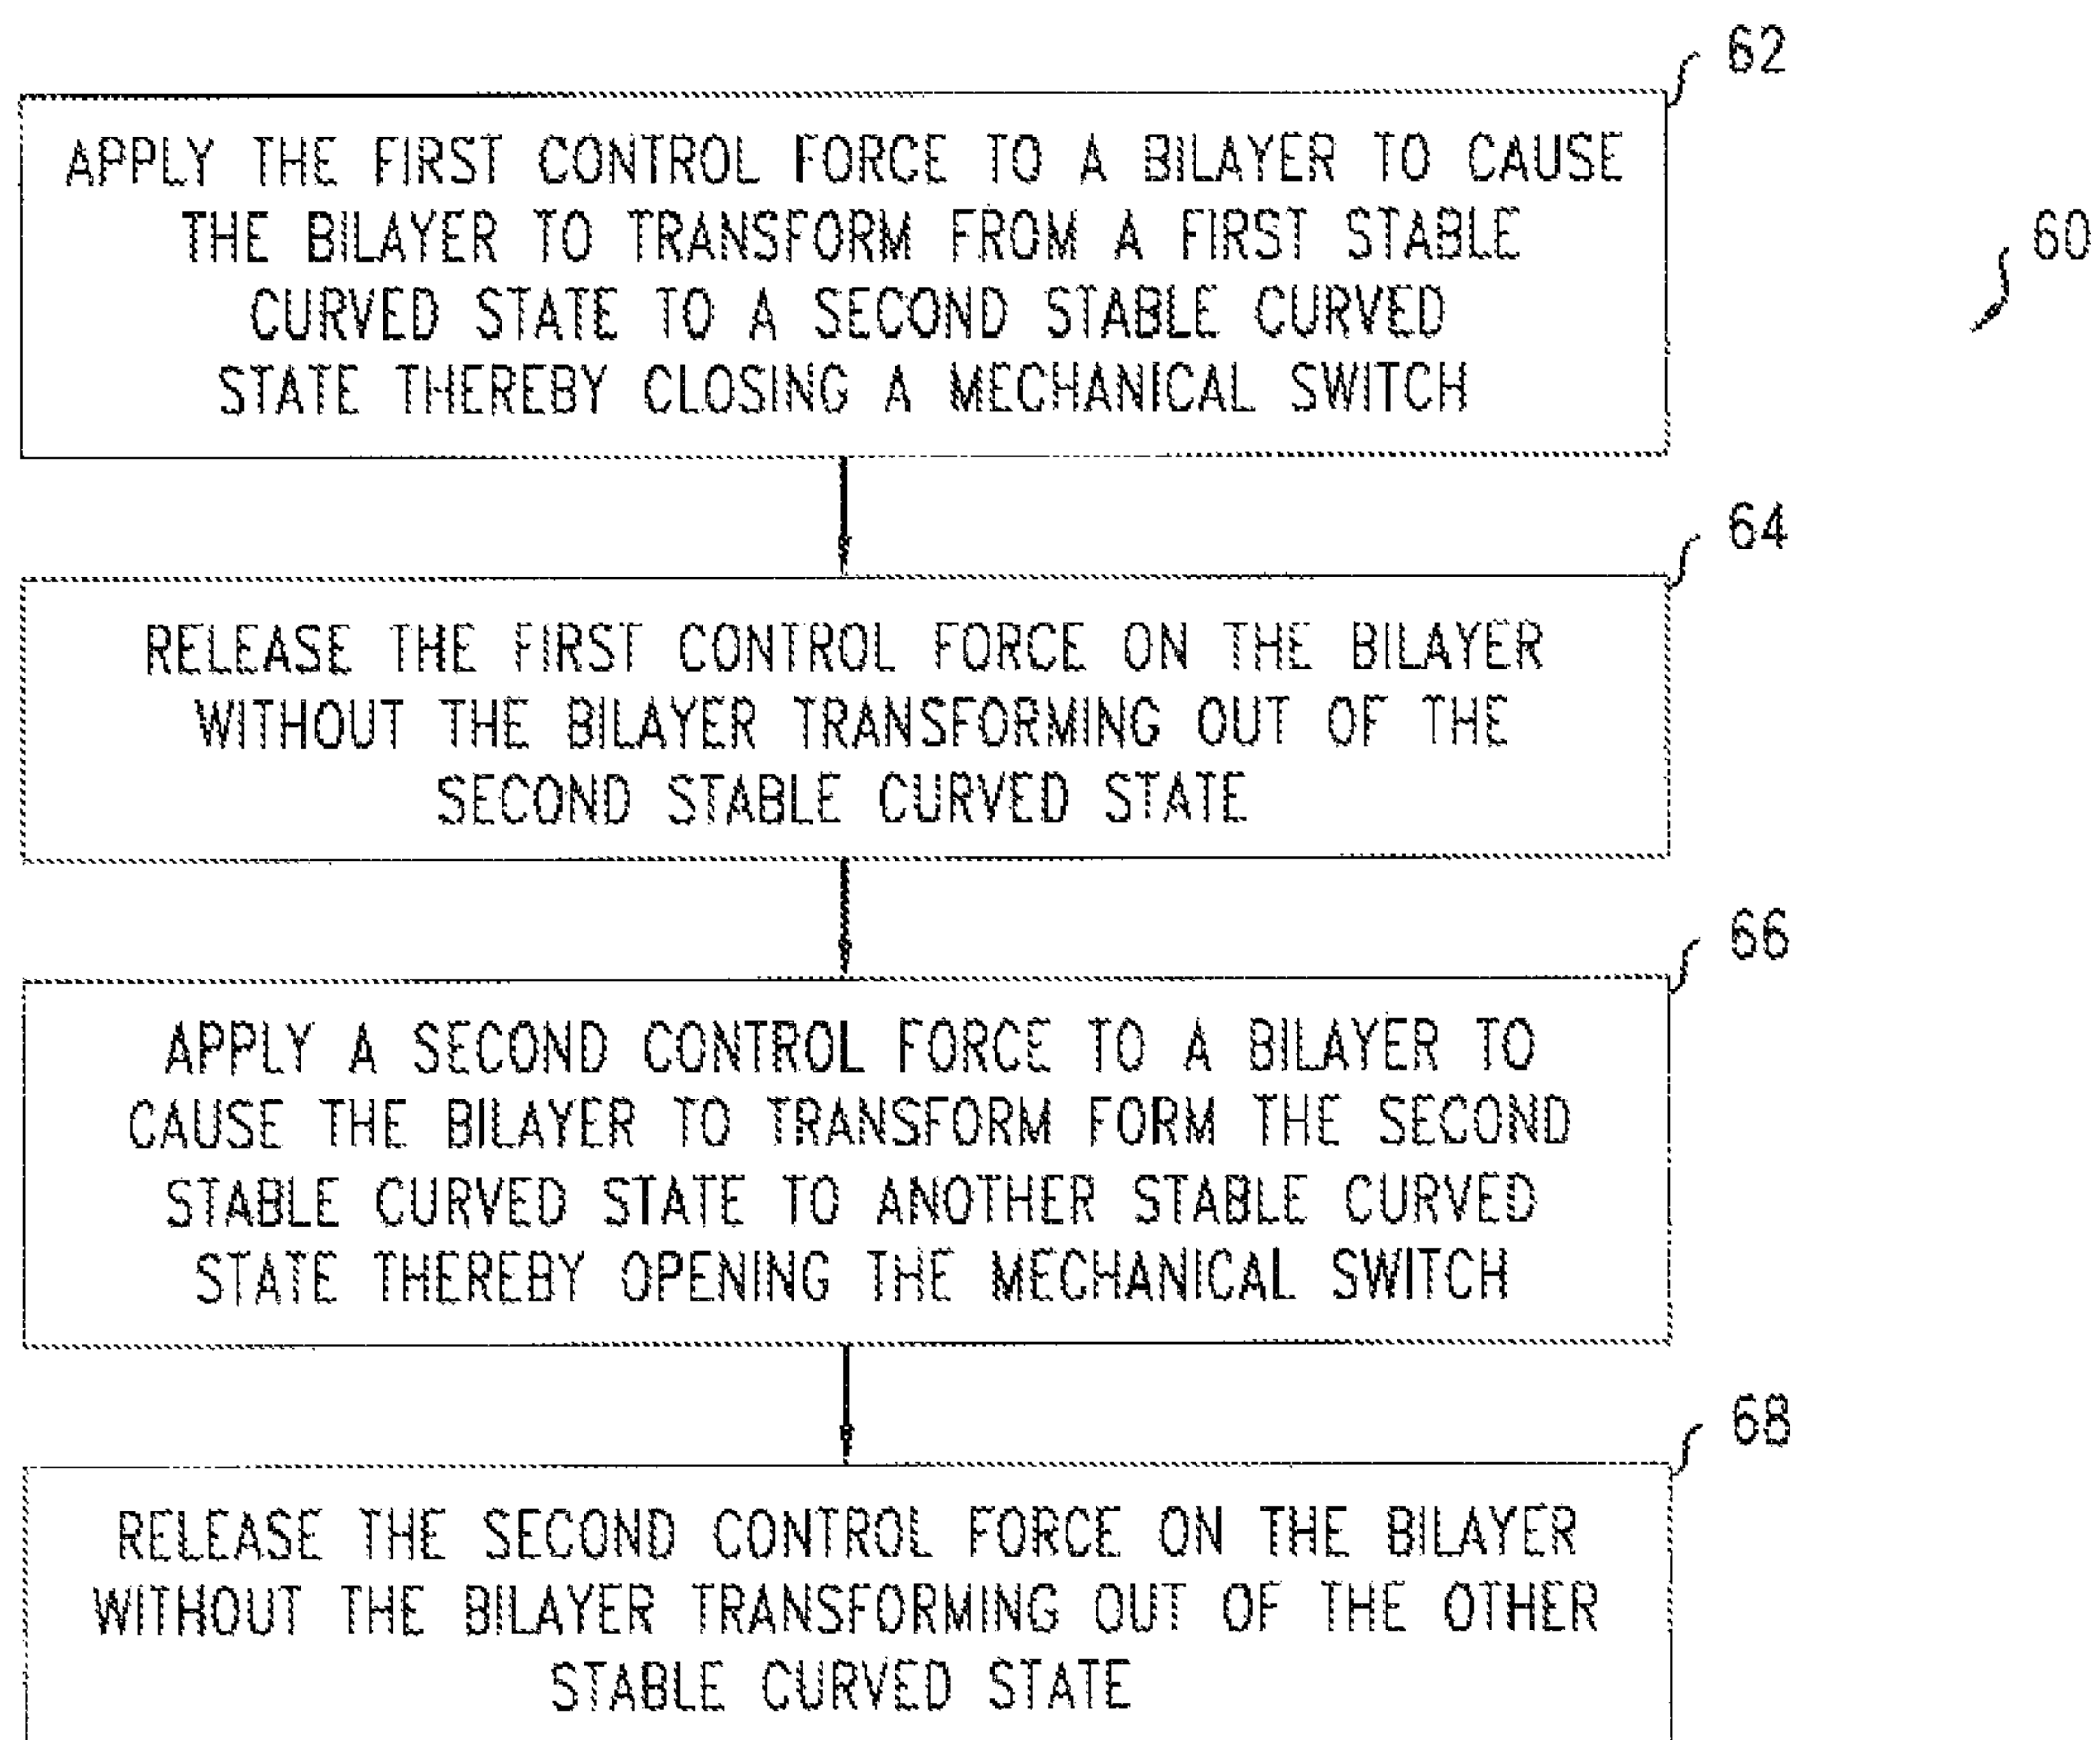 62
APPLY THE FIRST CONTROL FORCE TO A BILAYER TO CAUSE
THE BILAYER TO TRANSFORM FROM A FIRST STABLE
CURVED STATE TO A SECOND STABLE CURVED
STATE THEREBY CLOSING A MECHANICAL SWITCH
60
64
RELEASE THE FIRST CONTROL FORCE ON THE BILAYER
WITHOUT THE BILAYER TRANSFORMING OUT OF THE
SECOND STABLE CURVED STATE
66
APPLY A SECOND CONTROL FORCE TO A BILAYER TO
CAUSE THE BILAYER TO TRANSFORM FORM THE SECOND
STABLE CURVED STATE TO ANOTHER STABLE CURVED
STATE THEREBY OPENING THE MECHANICAL SWITCH
68
RELEASE THE SECOND CONTROL FORCE ON THE BILAYER
WITHOUT THE BILAYER TRANSFORMING OUT OF THE OTHER
STABLE CURVED STATE